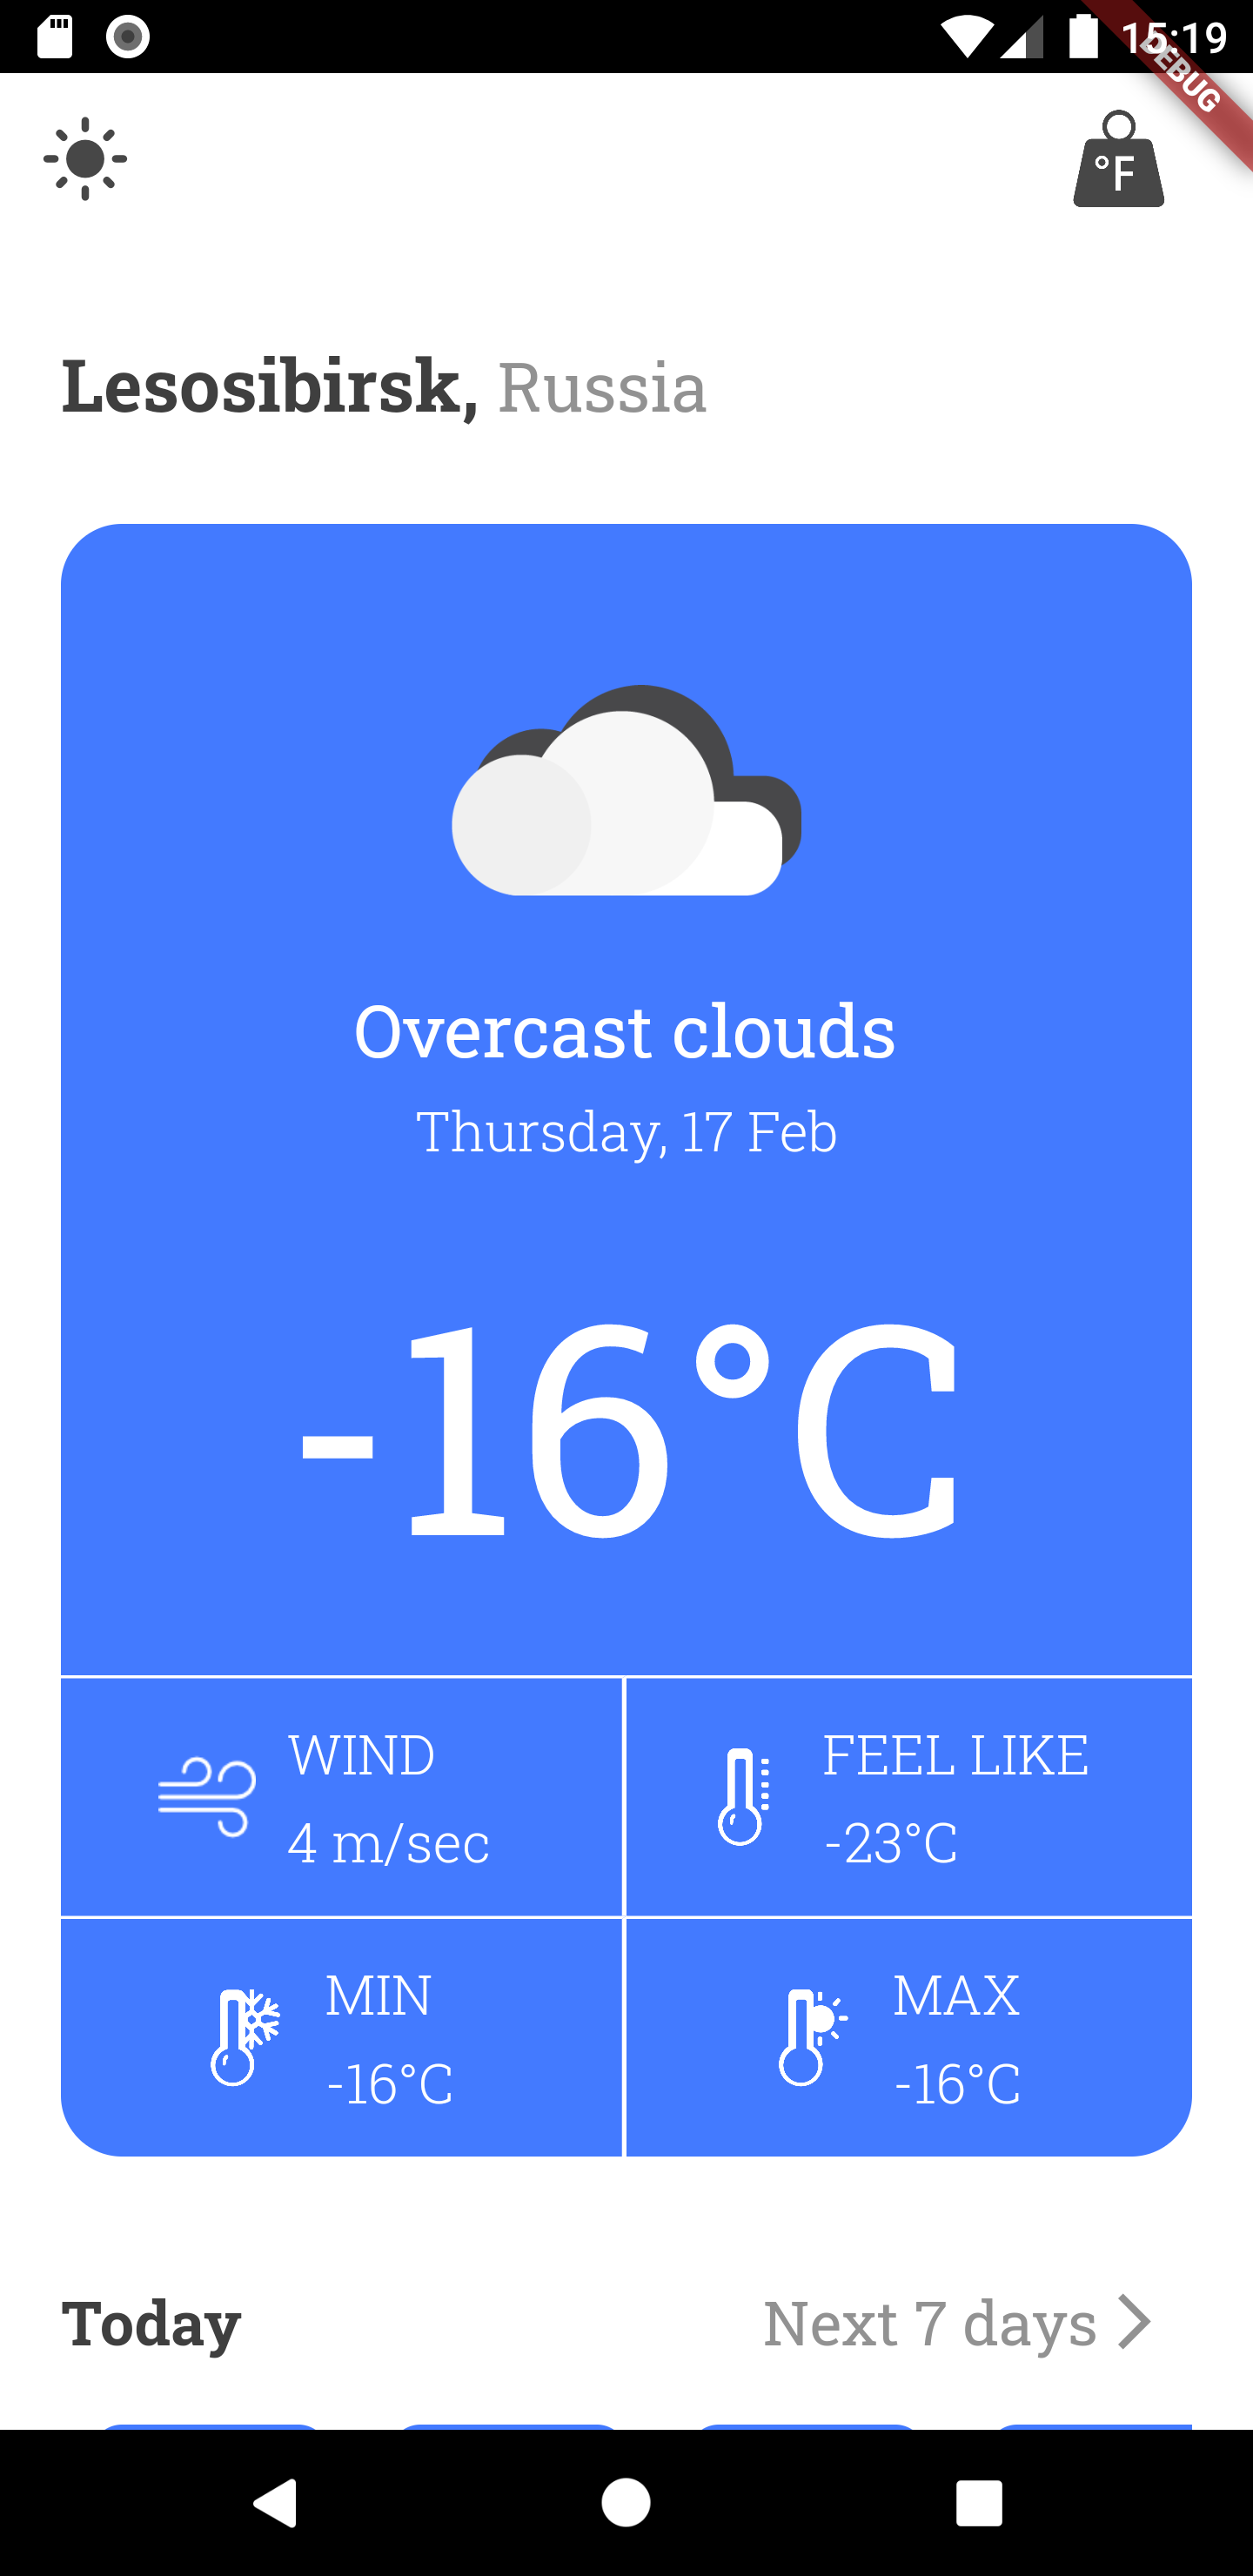 15:19
DEBUG
°F
Lesosibirsk, Russia
Overcast clouds
Thursday, 17 Feb
-16°C
WIND
4 m/sec
FEEL LIKE
-23°C
MIN
-16°C
MAX
-16°C
Today
Next 7 days